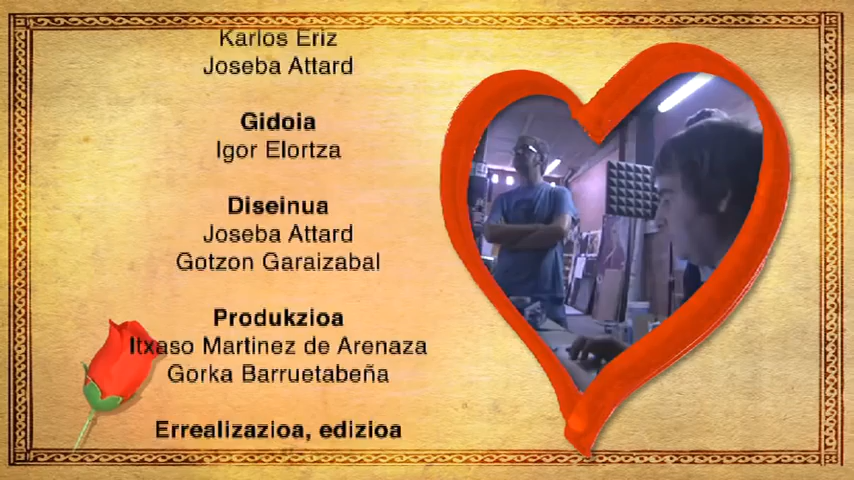 Karlos Eriz
Joseba Attard
Gidoia
Igor Elortza
Diseinua
Joseba Attard
Gotzon Garaizabal
Produkzioa
Itxaso Martinez de Arenaza
Gorka Barruetabeña
Errealizazioa, edizioa